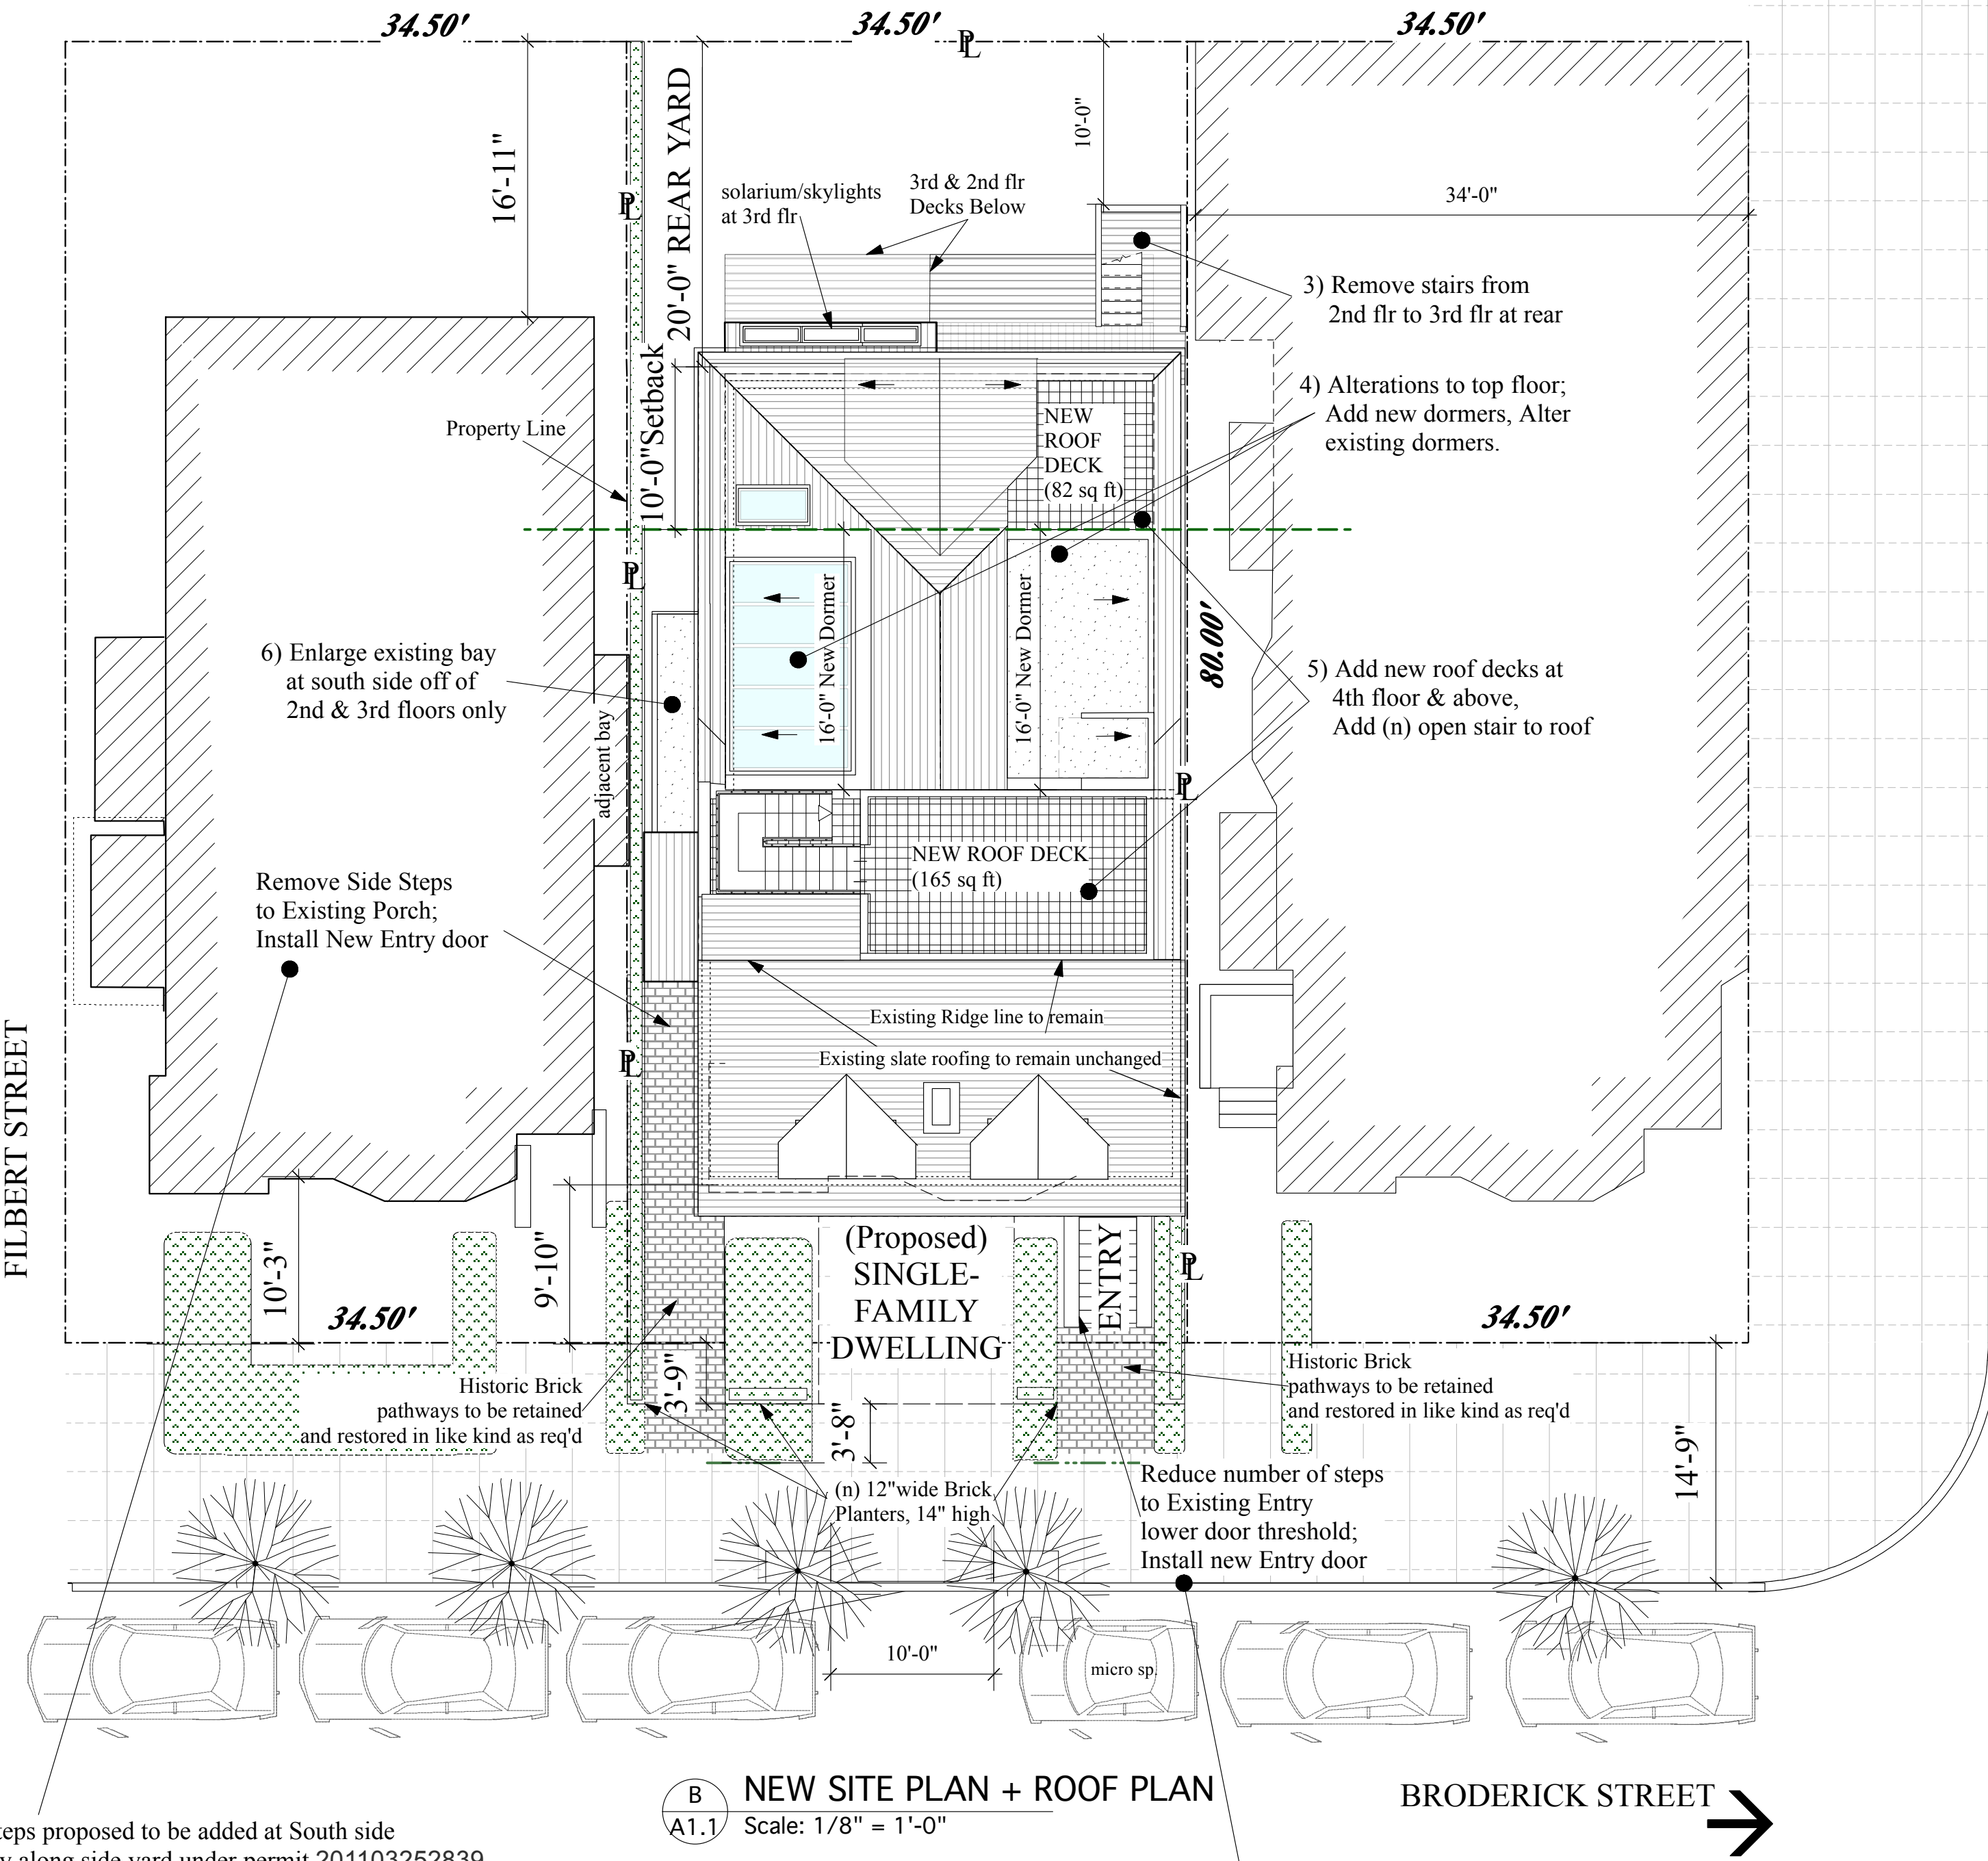 34.50'
34.50'
34.50'
PL
16'-11"
20'-0" REAR YARD
10'-0"
PL
solarium/skylights
at 3rd flr
3rd & 2nd flr
Decks Below
34'-0"
3) Remove stairs from
2nd flr to 3rd flr at rear
10'-0"Setback
Property Line
NEW
ROOF
DECK
(82 sq ft)
4) Alterations to top floor;
Add new dormers, Alter
existing dormers.
PL
16'-0" New Dormer
16'-0" New Dormer
80.00'
6) Enlarge existing bay
at south side off of
2nd & 3rd floors only
adjacent bay
5) Add new roof decks at
4th floor & above,
Add (n) open stair to roof
PL
NEW ROOF DECK
(165 sq ft)
Remove Side Steps
to Existing Porch;
Install New Entry door
Existing Ridge line to remain
Existing slate roofing to remain unchanged
PL
FILBERT STREET
10'-3"
9'-10"
(Proposed)
SINGLE-
FAMILY
DWELLING
ENTRY
PL
34.50'
34.50'
Historic Brick
pathways to be retained
and restored in like kind as req'd
3'-9"
3'-8"
Historic Brick
pathways to be retained
and restored in like kind as req'd
14'-9"
(n) 12"wide Brick
Planters, 14" high
Reduce number of steps
to Existing Entry
lower door threshold;
Install new Entry door
10'-0"
micro sp.
B
A1.1
NEW SITE PLAN + ROOF PLAN
Scale: 1/8" = 1'-0"
BRODERICK STREET
proposed to be added at South side
along side yard under permit 201103252839